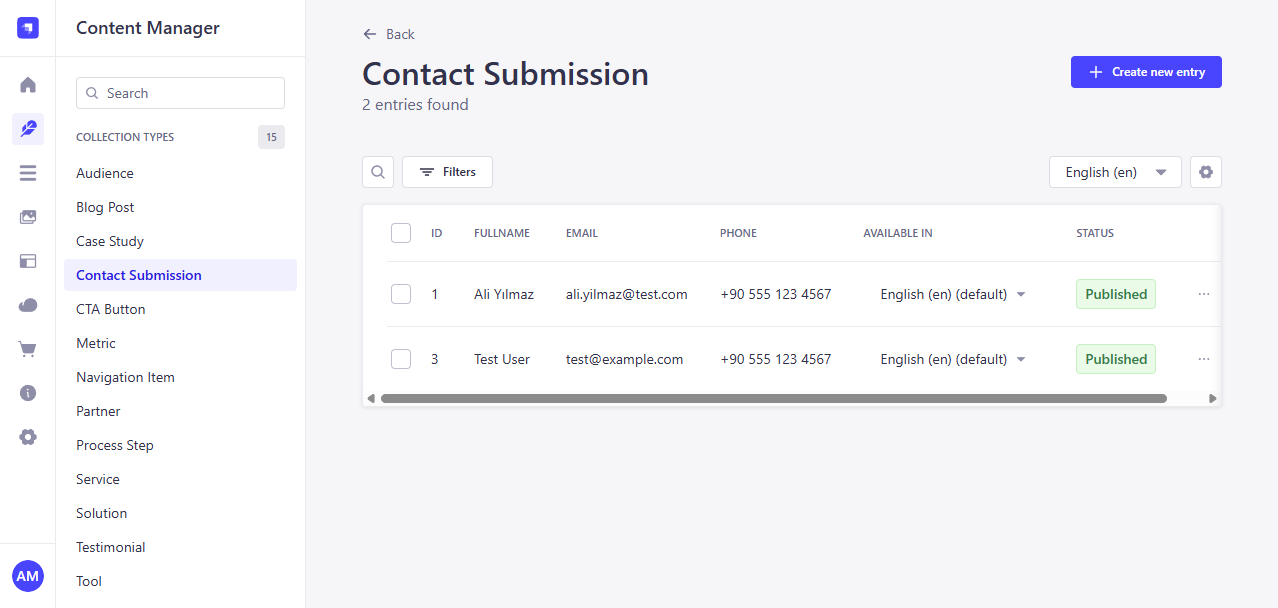 Content Manager
Search
COLLECTION TYPES 15
Audience
Blog Post
Case Study
Contact Submission
CTA Button
Metric
Navigation Item
Partner
Process Step
Service
Solution
Testimonial
Tool
AM
Back
Contact Submission
2 entries found
Create new entry
Filters
English (en)
ID FULLNAME EMAIL PHONE AVAILABLE IN STATUS
1 Ali Yılmaz ali.yilmaz@test.com +90 555 123 4567 English (en) (default) Published
3 Test User test@example.com +90 555 123 4567 English (en) (default) Published